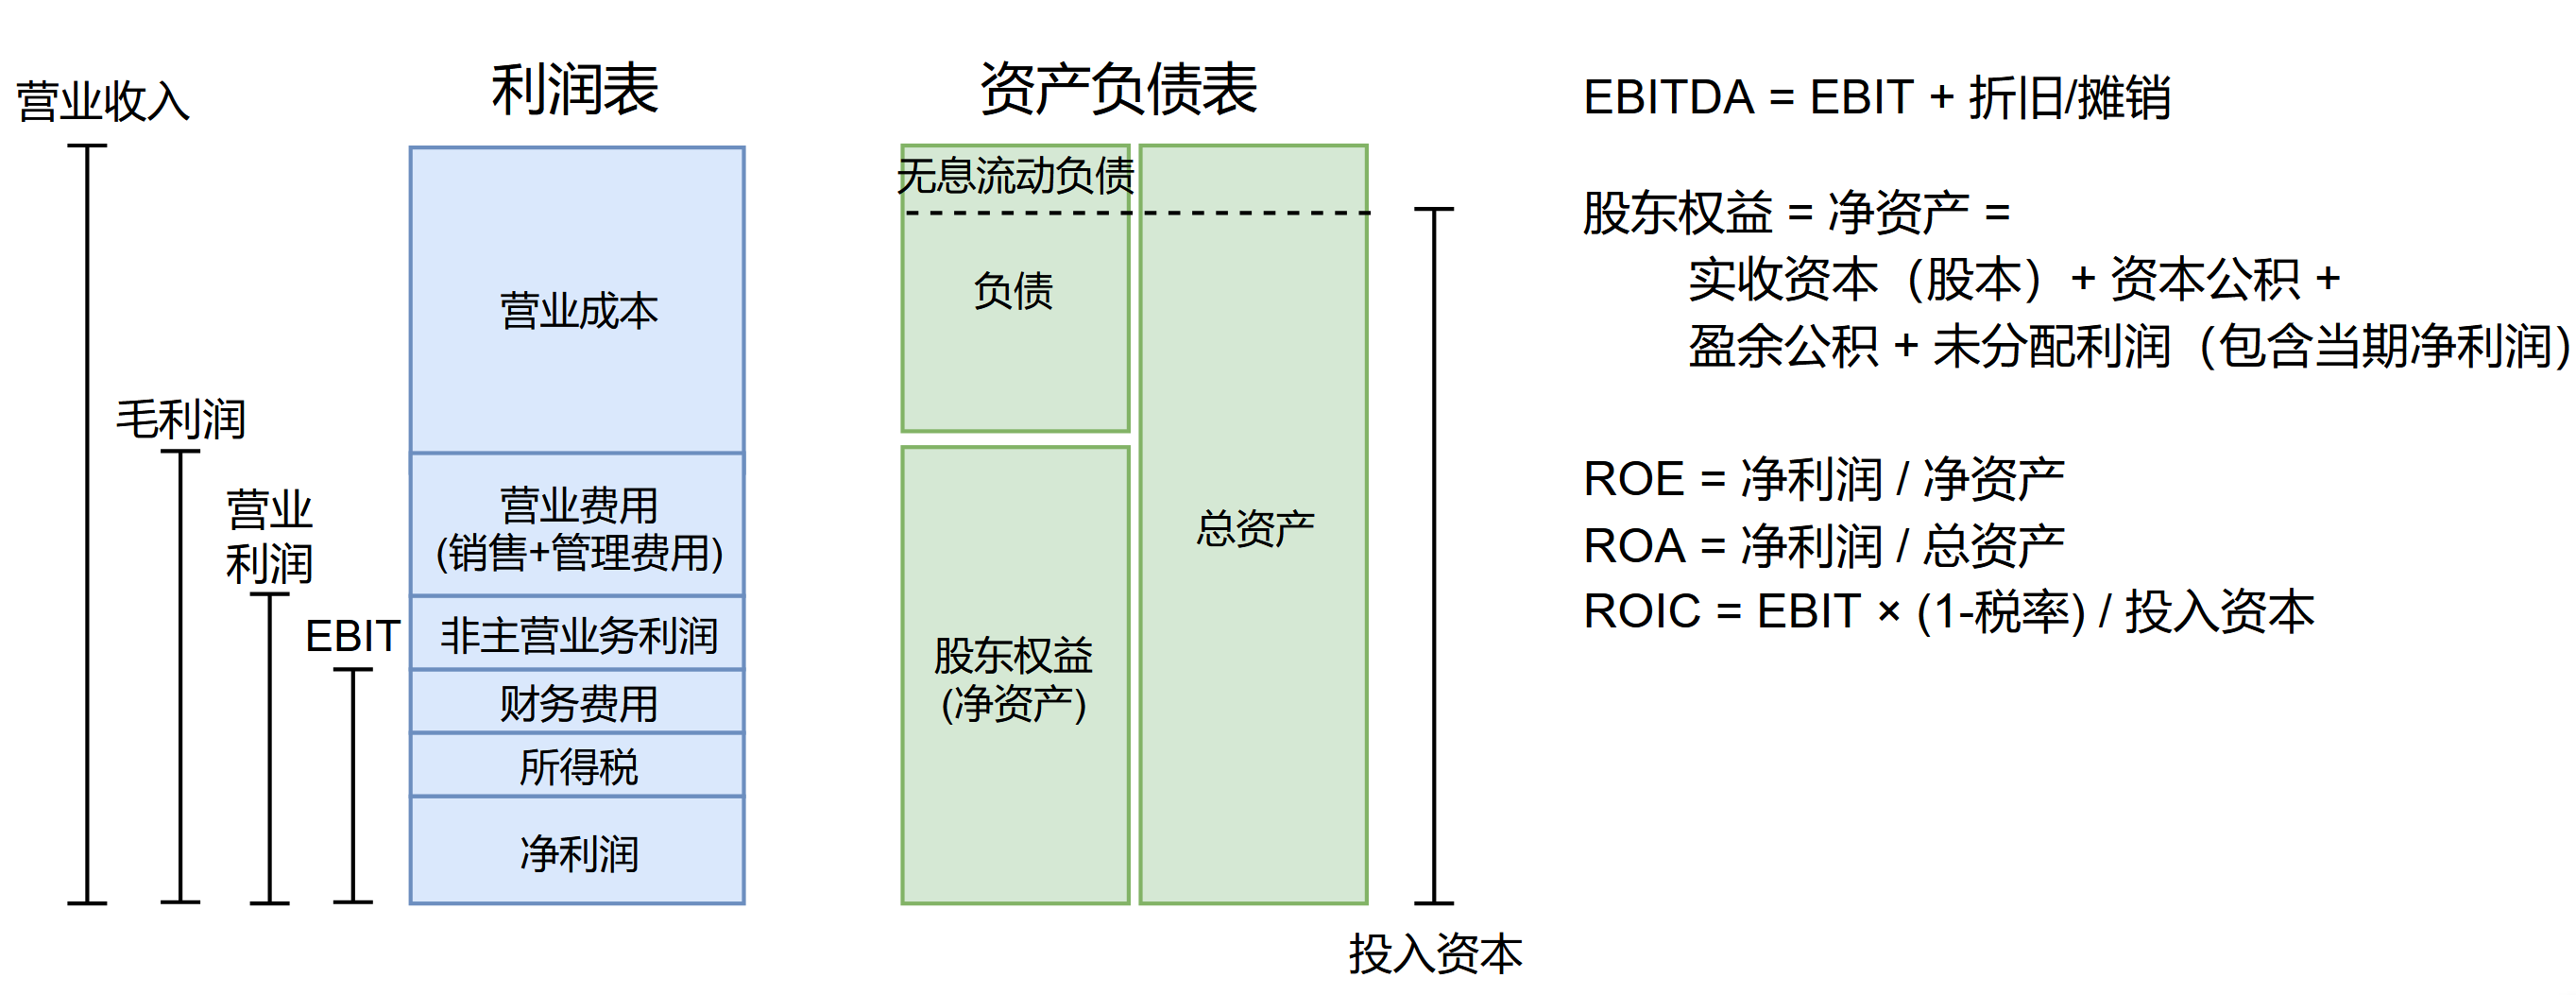 利润表
资产负债表
营业收入
毛利润
营业
利润
EBIT
营业成本
营业费用
(销售+管理费用)
非主营业务利润
财务费用
所得税
净利润
无息流动负债
负债
股东权益
(净资产)
总资产
投入资本
EBITDA = EBIT + 折旧/摊销
股东权益 = 净资产 =
实收资本（股本）+ 资本公积 +
盈余公积 + 未分配利润（包含当期净利润）
ROE = 净利润 / 净资产
ROA = 净利润 / 总资产
ROIC = EBIT × (1-税率) / 投入资本